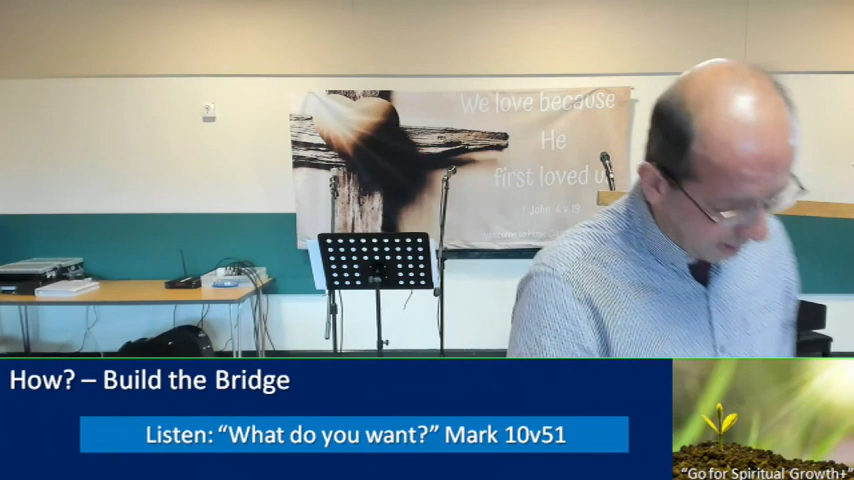 We love because
He
first loved us
1 John 4 v 19
How? – Build the Bridge
Listen: “What do you want?” Mark 10v51
“Go for Spiritual Growth+”